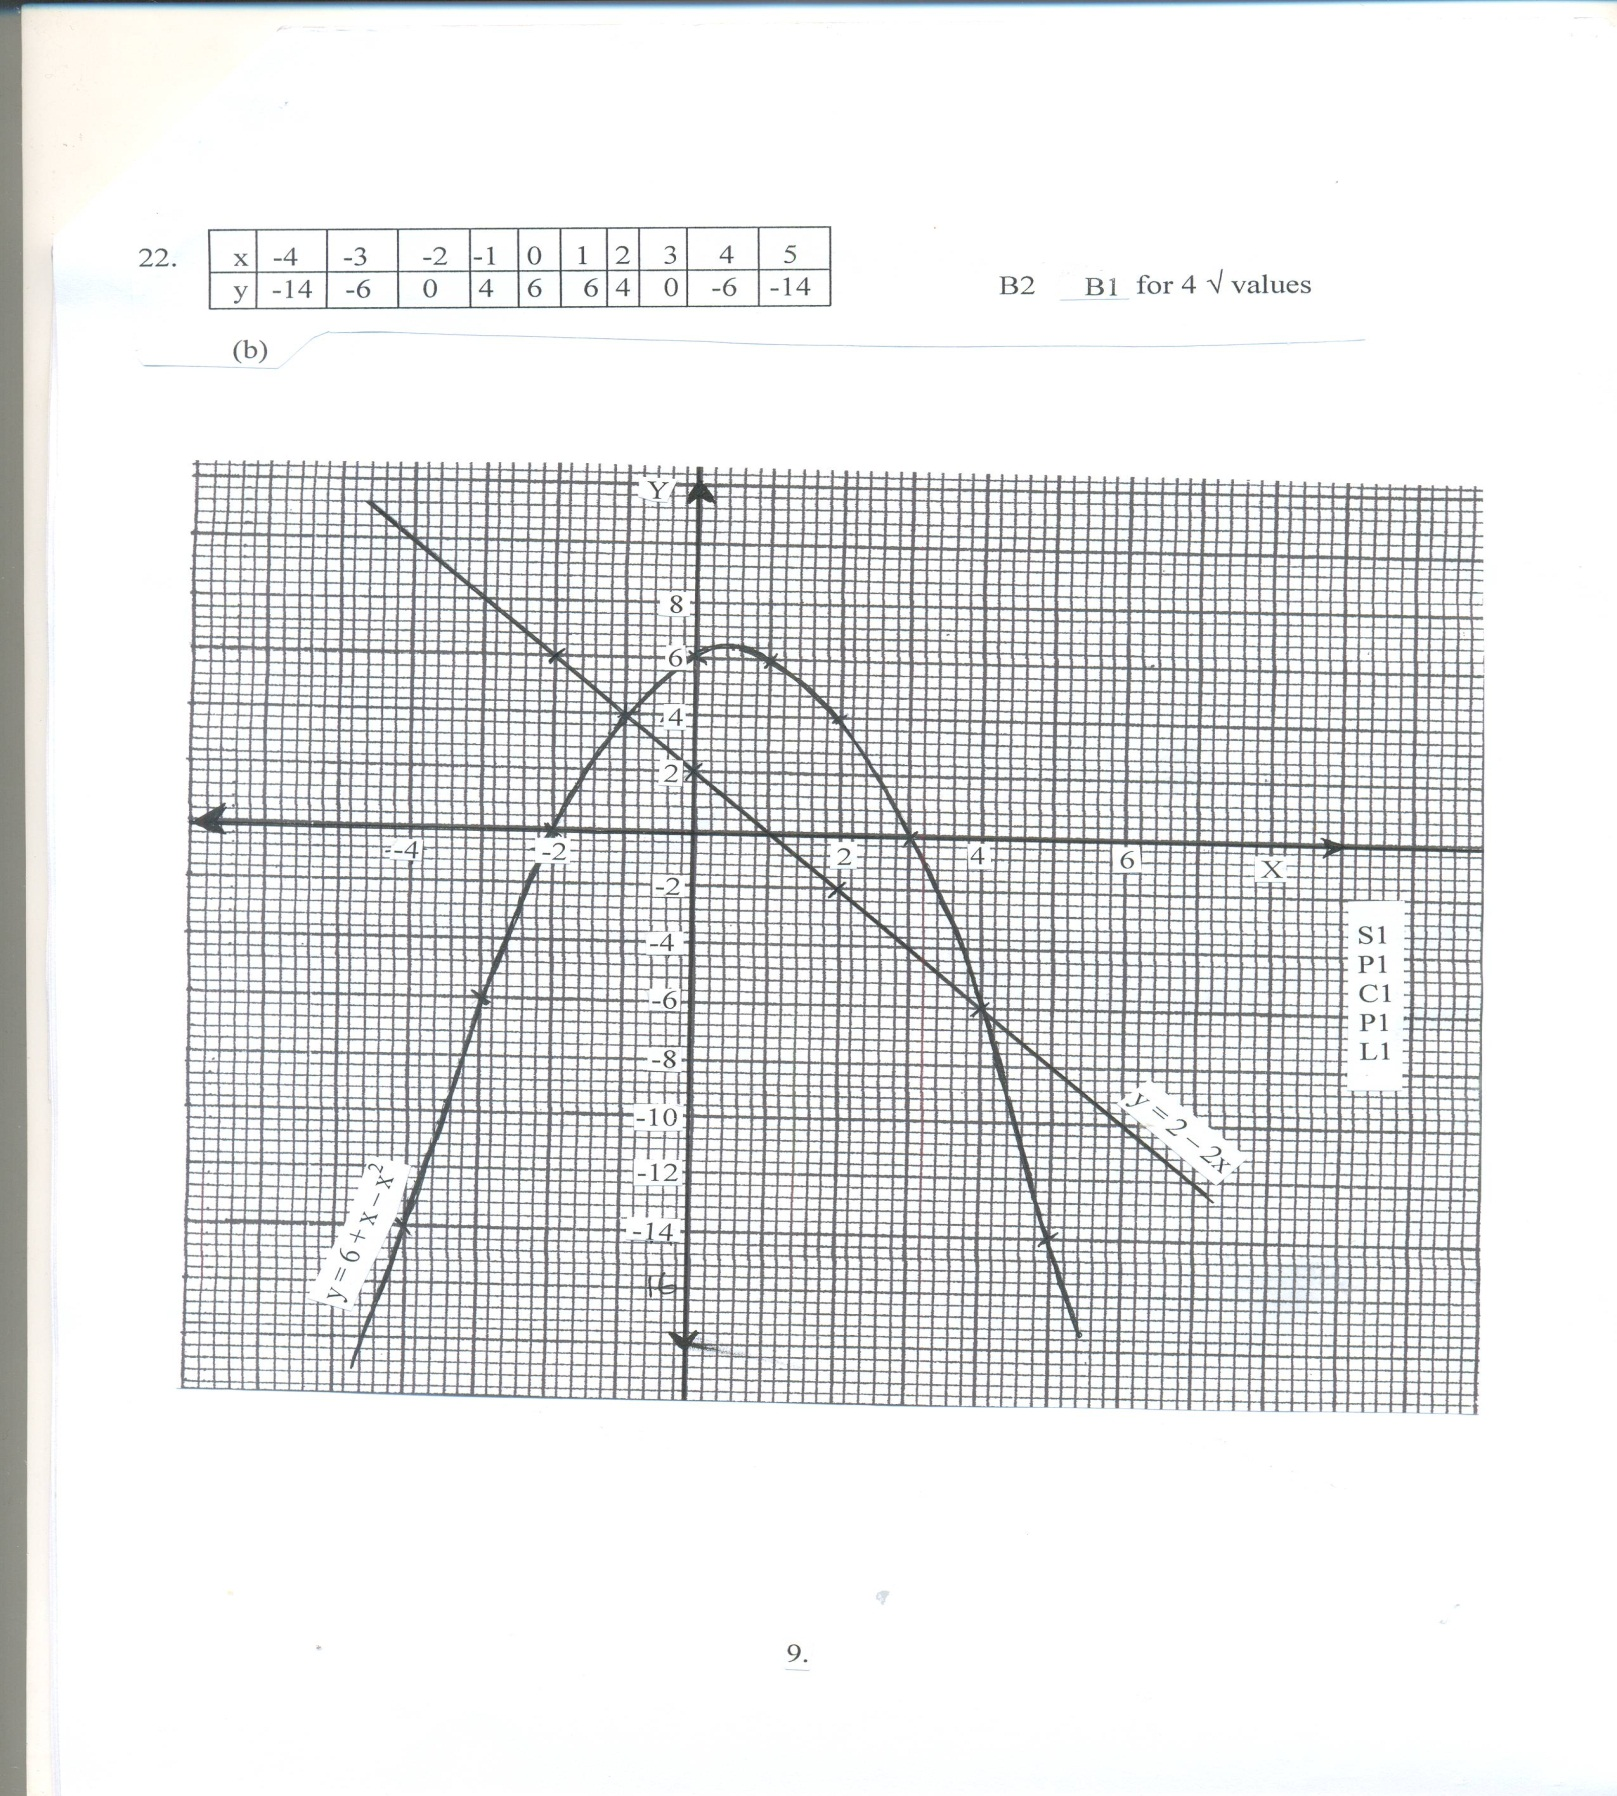 22. x -4 -3 -2 -1 0 1 2 3 4 5
y -14 -6 0 4 6 6 4 0 -6 -14
B2 B1 for 4 √ values
(b)
Y
8
6
4
2
--4 -2 2 4 6 X
-2
-4
-6
-8
-10
-12
-14
16
S1
P1
C1
P1
L1
y = 2 – 2x
y = 6 + x – x²
9.